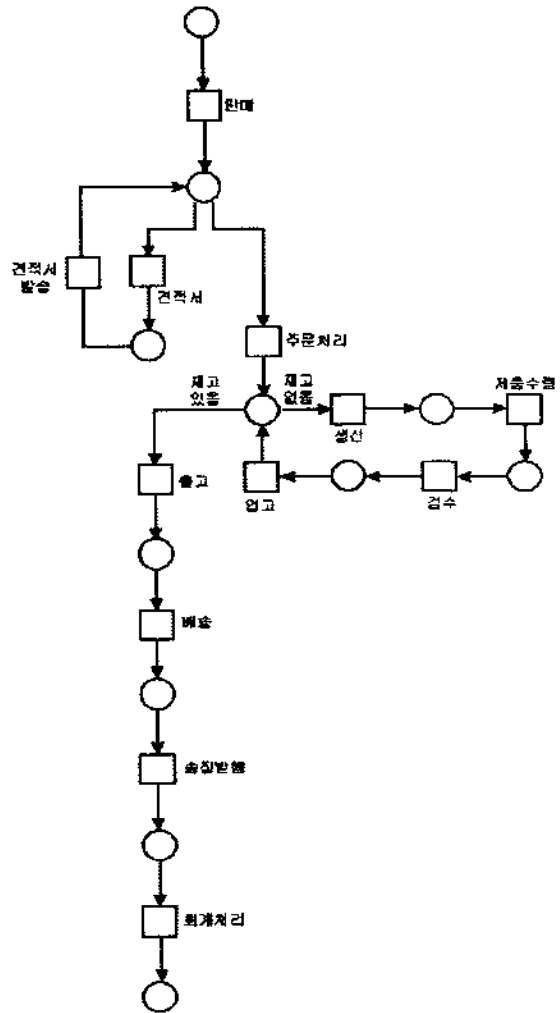 판매
견적서
발송
견적서
주문처리
재고
있음
재고
없음
생산
제품수령
출고
입고
검수
배송
송장발행
회계처리